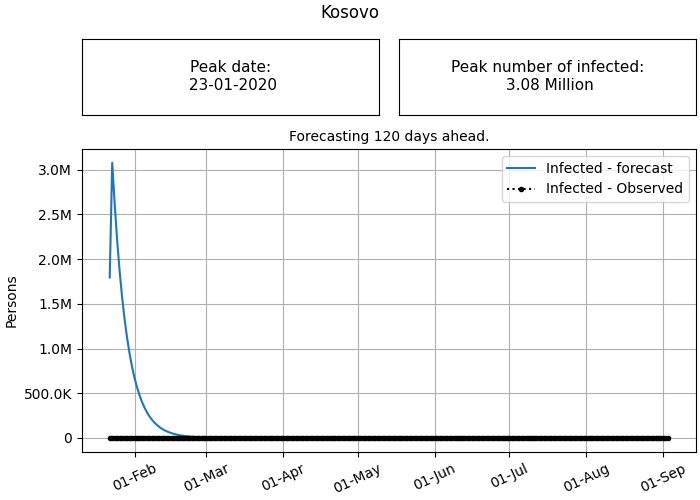 Kosovo
Peak date:
23-01-2020
Peak number of infected:
3.08 Million
Forecasting 120 days ahead.
Infected - forecast
Infected - Observed
Persons
3.0M
2.5M
2.0M
1.5M
1.0M
500.0K
0
01-Feb
01-Mar
01-Apr
01-May
01-Jun
01-Jul
01-Aug
01-Sep